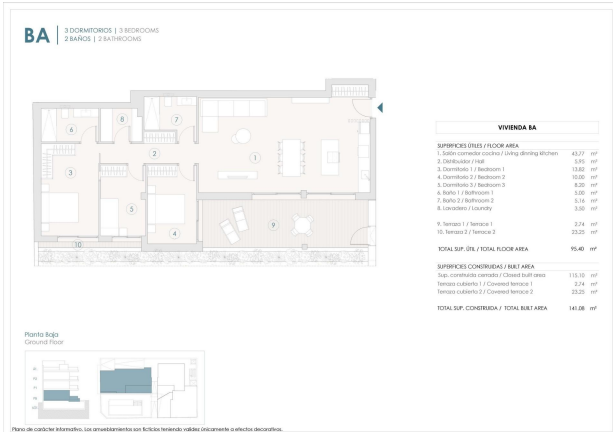 BA
3 DORMITORIOS | 3 BEDROOMS
2 BAÑOS | 2 BATHROOMS
6
8
7
2
1
3
5
4
9
10
VIVIENDA BA
SUPERFICIES ÚTILES / FLOOR AREA
1. Salón comedor cocina / Living dinning kitchen 43,77 m²
2. Distribuidor / Hall 5,95 m²
3. Dormitorio 1 / Bedroom 1 13,82 m²
4. Dormitorio 2 / Bedroom 2 10,00 m²
5. Dormitorio 3 / Bedroom 3 8,20 m²
6. Baño 1 / Bathroom 1 5,00 m²
7. Baño 2 / Bathroom 2 5,16 m²
8. Lavadero / Laundry 3,50 m²
9. Terraza 1 / Terrace 1 2,74 m²
10. Terraza 2 / Terrace 2 23,25 m²
TOTAL SUP. ÚTIL / TOTAL FLOOR AREA 95.40 m²
SUPERFICIES CONSTRUIDAS / BUILT AREA
Sup. construida cerrada / Closed built area 115,10 m²
Terraza cubierta 1 / Covered terrace 1 2,74 m²
Terraza cubierta 2 / Covered terrace 2 23,25 m²
TOTAL SUP. CONSTRUIDA / TOTAL BUILT AREA 141,08 m²
Planta Baja
Ground Floor
Plano de carácter informativo. Los amueblamientos son ficticios teniendo validez únicamente a efectos decorativos.